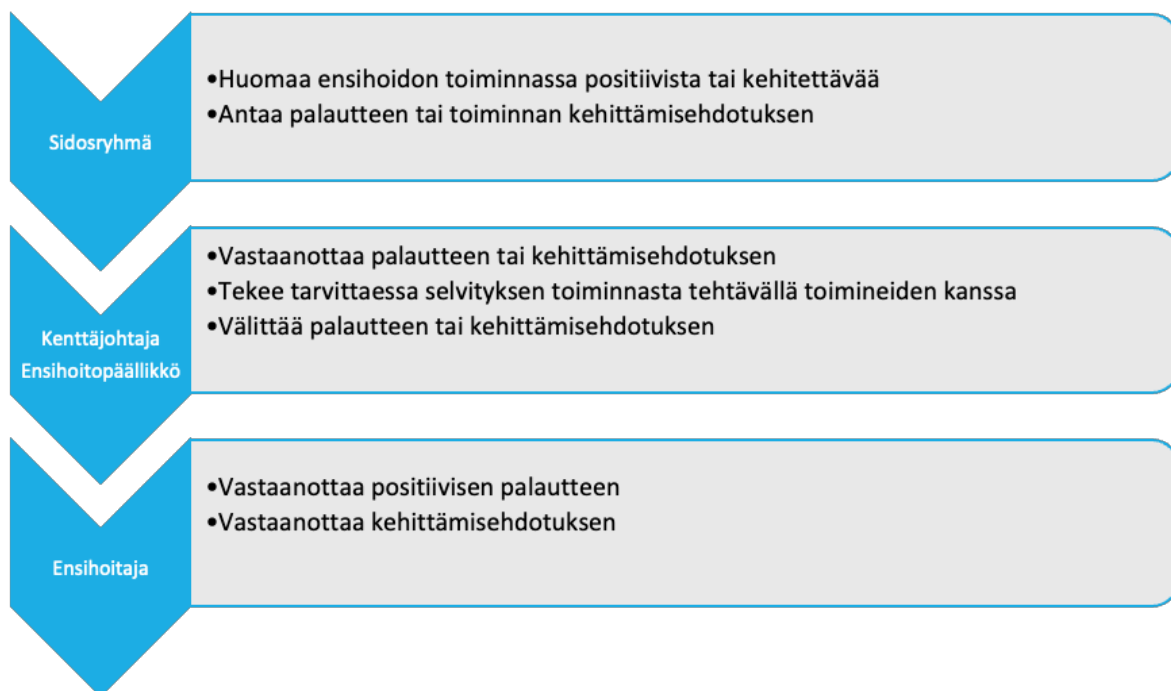 Sidosryhmä
•Huomaa ensihoidon toiminnassa positiivista tai kehitettävää
•Antaa palautteen tai toiminnan kehittämisehdotuksen
Kenttäjohtaja
Ensihoitopäällikkö
•Vastaanottaa palautteen tai kehittämisehdotuksen
•Tekee tarvittaessa selvityksen toiminnasta tehtävällä toimineiden kanssa
•Välittää palautteen tai kehittämisehdotuksen
Ensihoitaja
•Vastaanottaa positiivisen palautteen
•Vastaanottaa kehittämisehdotuksen